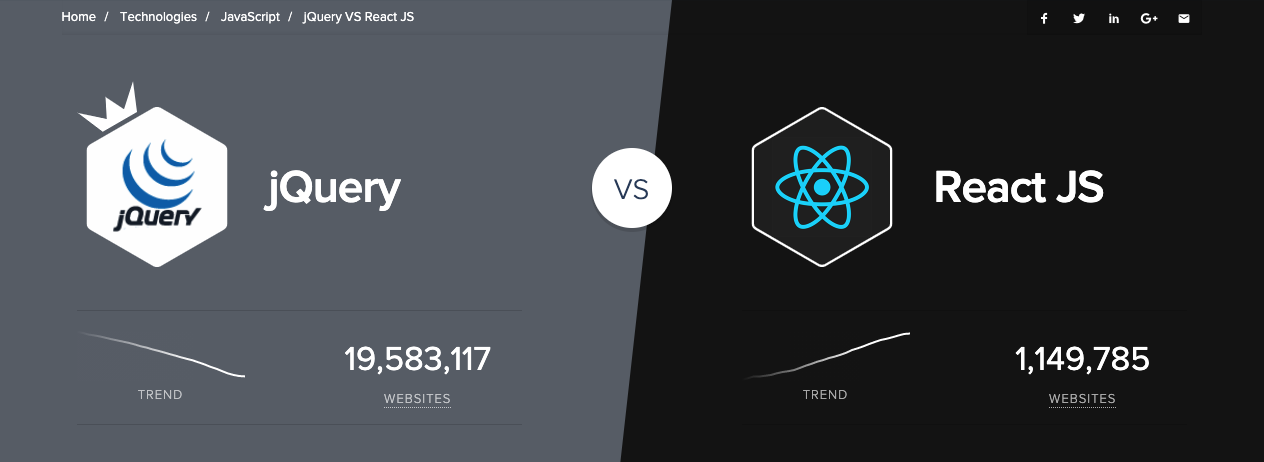 Home / Technologies / JavaScript / jQuery VS React JS
f in G+
jQuery
jQuery
VS
React JS
TREND
19,583,117
WEBSITES
TREND
1,149,785
WEBSITES